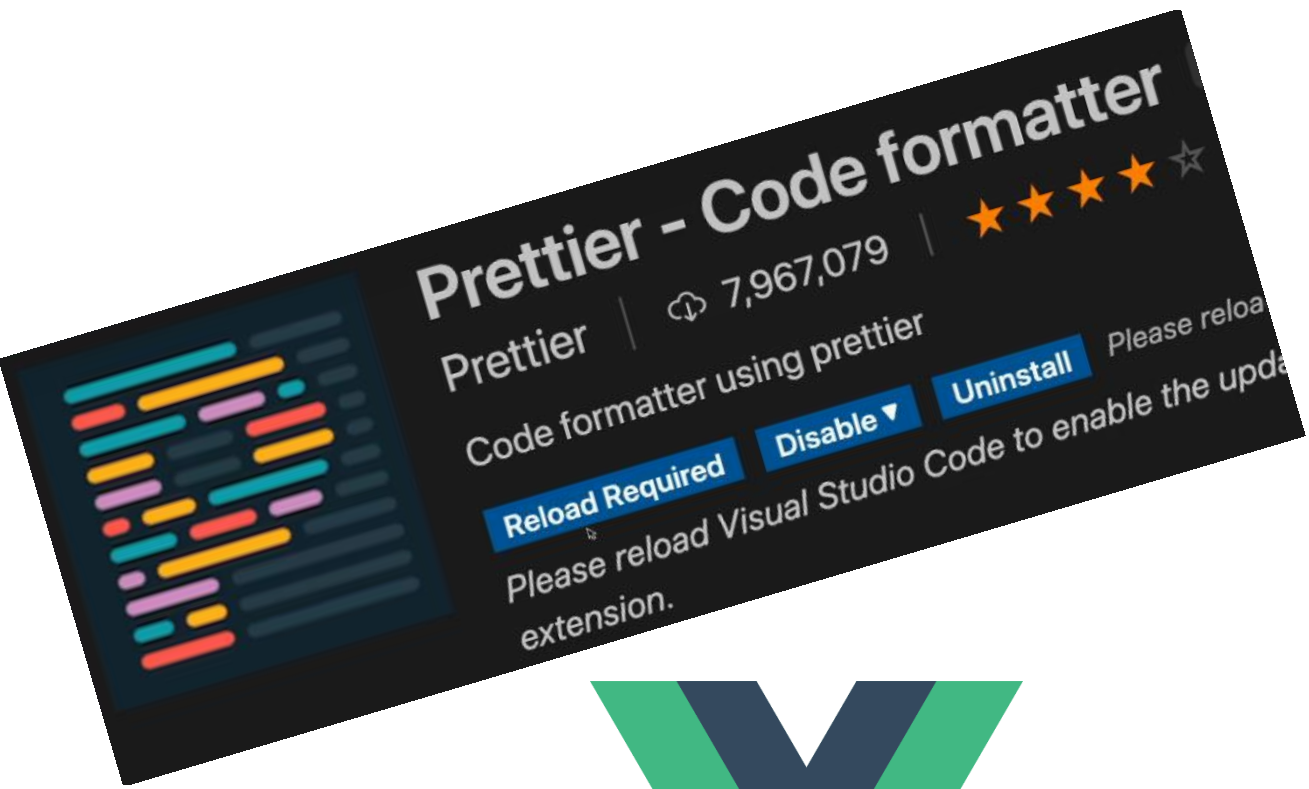 Prettier - Code formatter
Prettier | 7,967,079 |
Code formatter using prettier
Reload Required Disable ▼ Uninstall Please reloa
Please reload Visual Studio Code to enable the upda
extension.